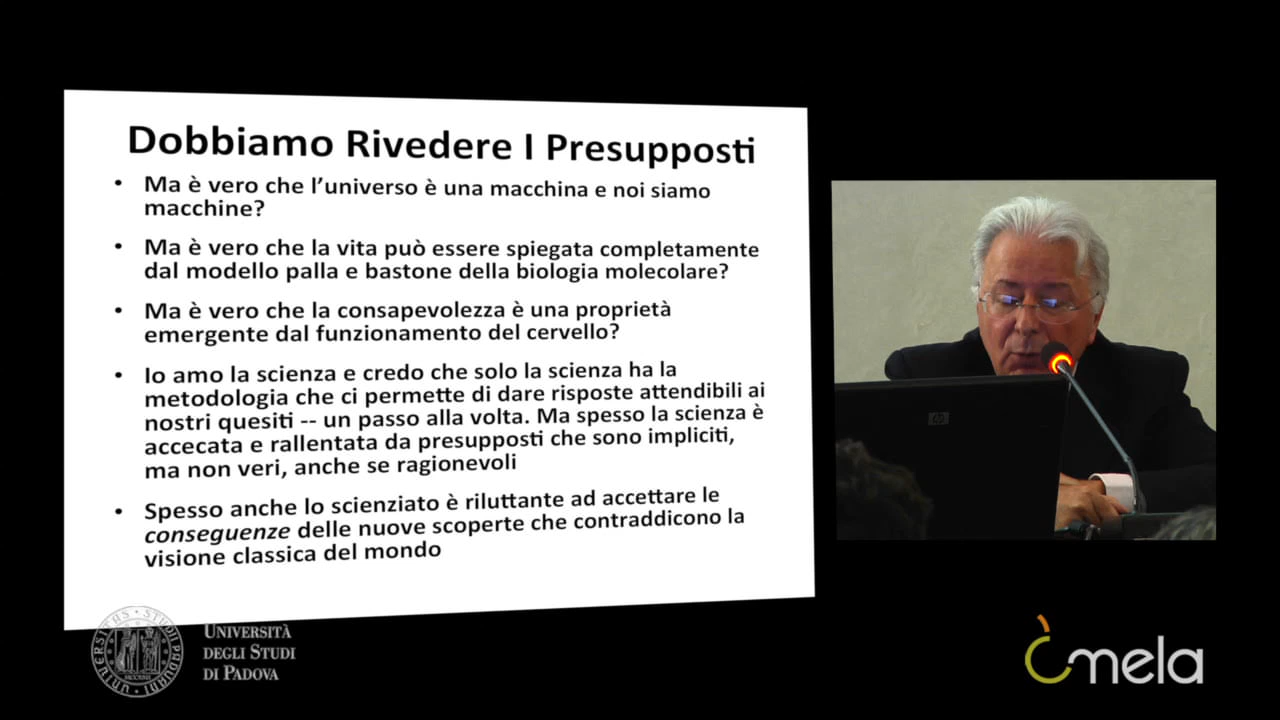 Dobbiamo Rivedere I Presupposti
• Ma è vero che l'universo è una macchina e noi siamo
macchine?
• Ma è vero che la vita può essere spiegata completamente
dal modello palla e bastone della biologia molecolare?
• Ma è vero che la consapevolezza è una proprietà
emergente dal funzionamento del cervello?
• Io amo la scienza e credo che solo la scienza ha la
metodologia che ci permette di dare risposte attendibili ai
nostri quesiti -- un passo alla volta. Ma spesso la scienza è
accecata e rallentata da presupposti che sono impliciti,
ma non veri, anche se ragionevoli
• Spesso anche lo scienziato è riluttante ad accettare le
conseguenze delle nuove scoperte che contraddicono la
visione classica del mondo
hp
UNIVERSITÀ
DEGLI STUDI
DI PADOVA
mela